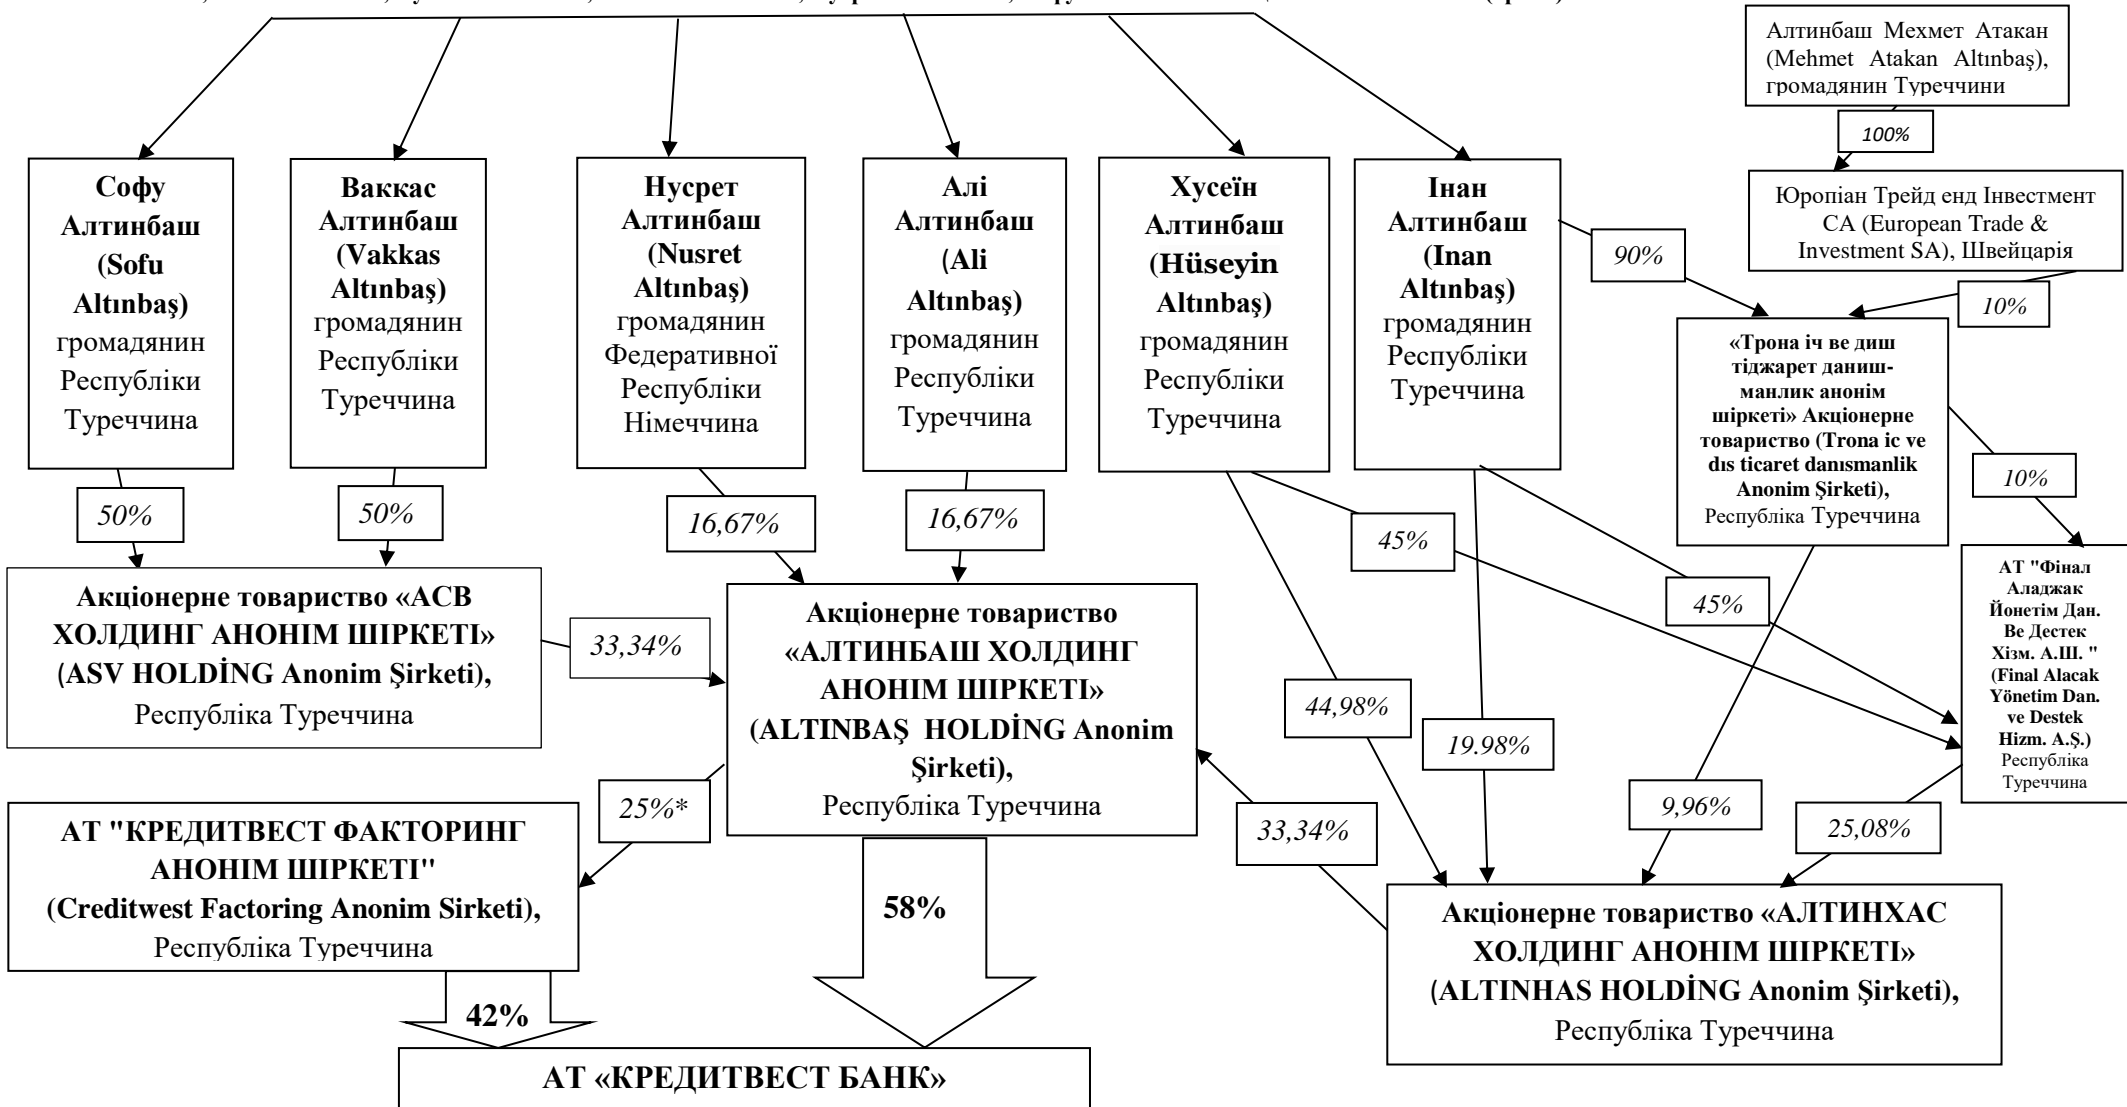 Алтинбаш Мехмет Атакан
(Mehmet Atakan Altınbaş),
громадянин Туреччини
100%
Юропіан Трейд енд Інвестмент
СА (European Trade &
Investment SA), Швейцарія
Софу
Алтинбаш
(Sofu
Altınbaş)
громадянин
Республіки
Туреччина
Ваккас
Алтинбаш
(Vakkas
Altınbaş)
громадянин
Республіки
Туреччина
Нусрет
Алтинбаш
(Nusret
Altınbaş)
громадянин
Федеративної
Республіки
Німеччина
Алі
Алтинбаш
(Ali
Altınbaş)
громадянин
Республіки
Туреччина
Хусеїн
Алтинбаш
(Hüseyin
Altınbaş)
громадянин
Республіки
Туреччина
Інан
Алтинбаш
(Inan
Altınbaş)
громадянин
Республіки
Туреччина
90%
10%
«Трона іч ве диш
тіджарет даниш-
манлик анонім
шіркеті» Акціонерне
товариство (Trona ic ve
dıs ticaret danısmanlik
Anonim Şirketi),
Республіка Туреччина
50%
50%
16,67%
16,67%
45%
45%
10%
Акціонерне товариство «АСВ
ХОЛДИНГ АНОНІМ ШІРКЕТІ»
(ASV HOLDİNG Anonim Şirketi),
Республіка Туреччина
33,34%
Акціонерне товариство
«АЛТИНБАШ ХОЛДИНГ
АНОНІМ ШІРКЕТІ»
(ALTINBAŞ HOLDİNG Anonim
Şirketi),
Республіка Туреччина
АТ "Фінал
Аладжак
Йонетім Дан.
Ве Дестек
Хізм. А.Ш. "
(Final Alacak
Yönetim Dan.
ve Destek
Hizm. A.Ş.)
Республіка
Туреччина
44,98%
19.98%
9,96%
25,08%
25%*
33,34%
АТ "КРЕДИТВЕСТ ФАКТОРИНГ
АНОНІМ ШІРКЕТІ"
(Creditwest Factoring Anonim Sirketi),
Республіка Туреччина
58%
42%
Акціонерне товариство «АЛТИНХАС
ХОЛДИНГ АНОНІМ ШІРКЕТІ»
(ALTINHAS HOLDİNG Anonim Şirketi),
Республіка Туреччина
АТ «КРЕДИТВЕСТ БАНК»